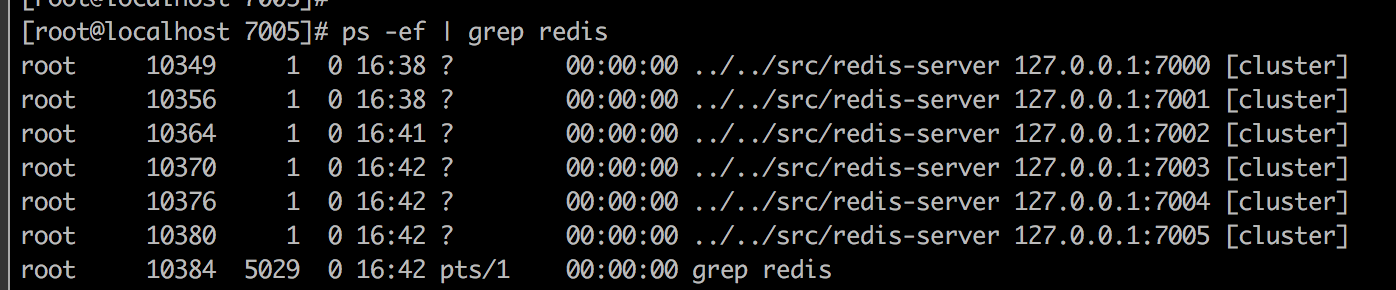 [root@localhost 7005]#
[root@localhost 7005]# ps -ef | grep redis
root     10349     1  0 16:38 ?        00:00:00 ../../src/redis-server 127.0.0.1:7000 [cluster]
root     10356     1  0 16:38 ?        00:00:00 ../../src/redis-server 127.0.0.1:7001 [cluster]
root     10364     1  0 16:41 ?        00:00:00 ../../src/redis-server 127.0.0.1:7002 [cluster]
root     10370     1  0 16:42 ?        00:00:00 ../../src/redis-server 127.0.0.1:7003 [cluster]
root     10376     1  0 16:42 ?        00:00:00 ../../src/redis-server 127.0.0.1:7004 [cluster]
root     10380     1  0 16:42 ?        00:00:00 ../../src/redis-server 127.0.0.1:7005 [cluster]
root     10384  5029  0 16:42 pts/1    00:00:00 grep redis